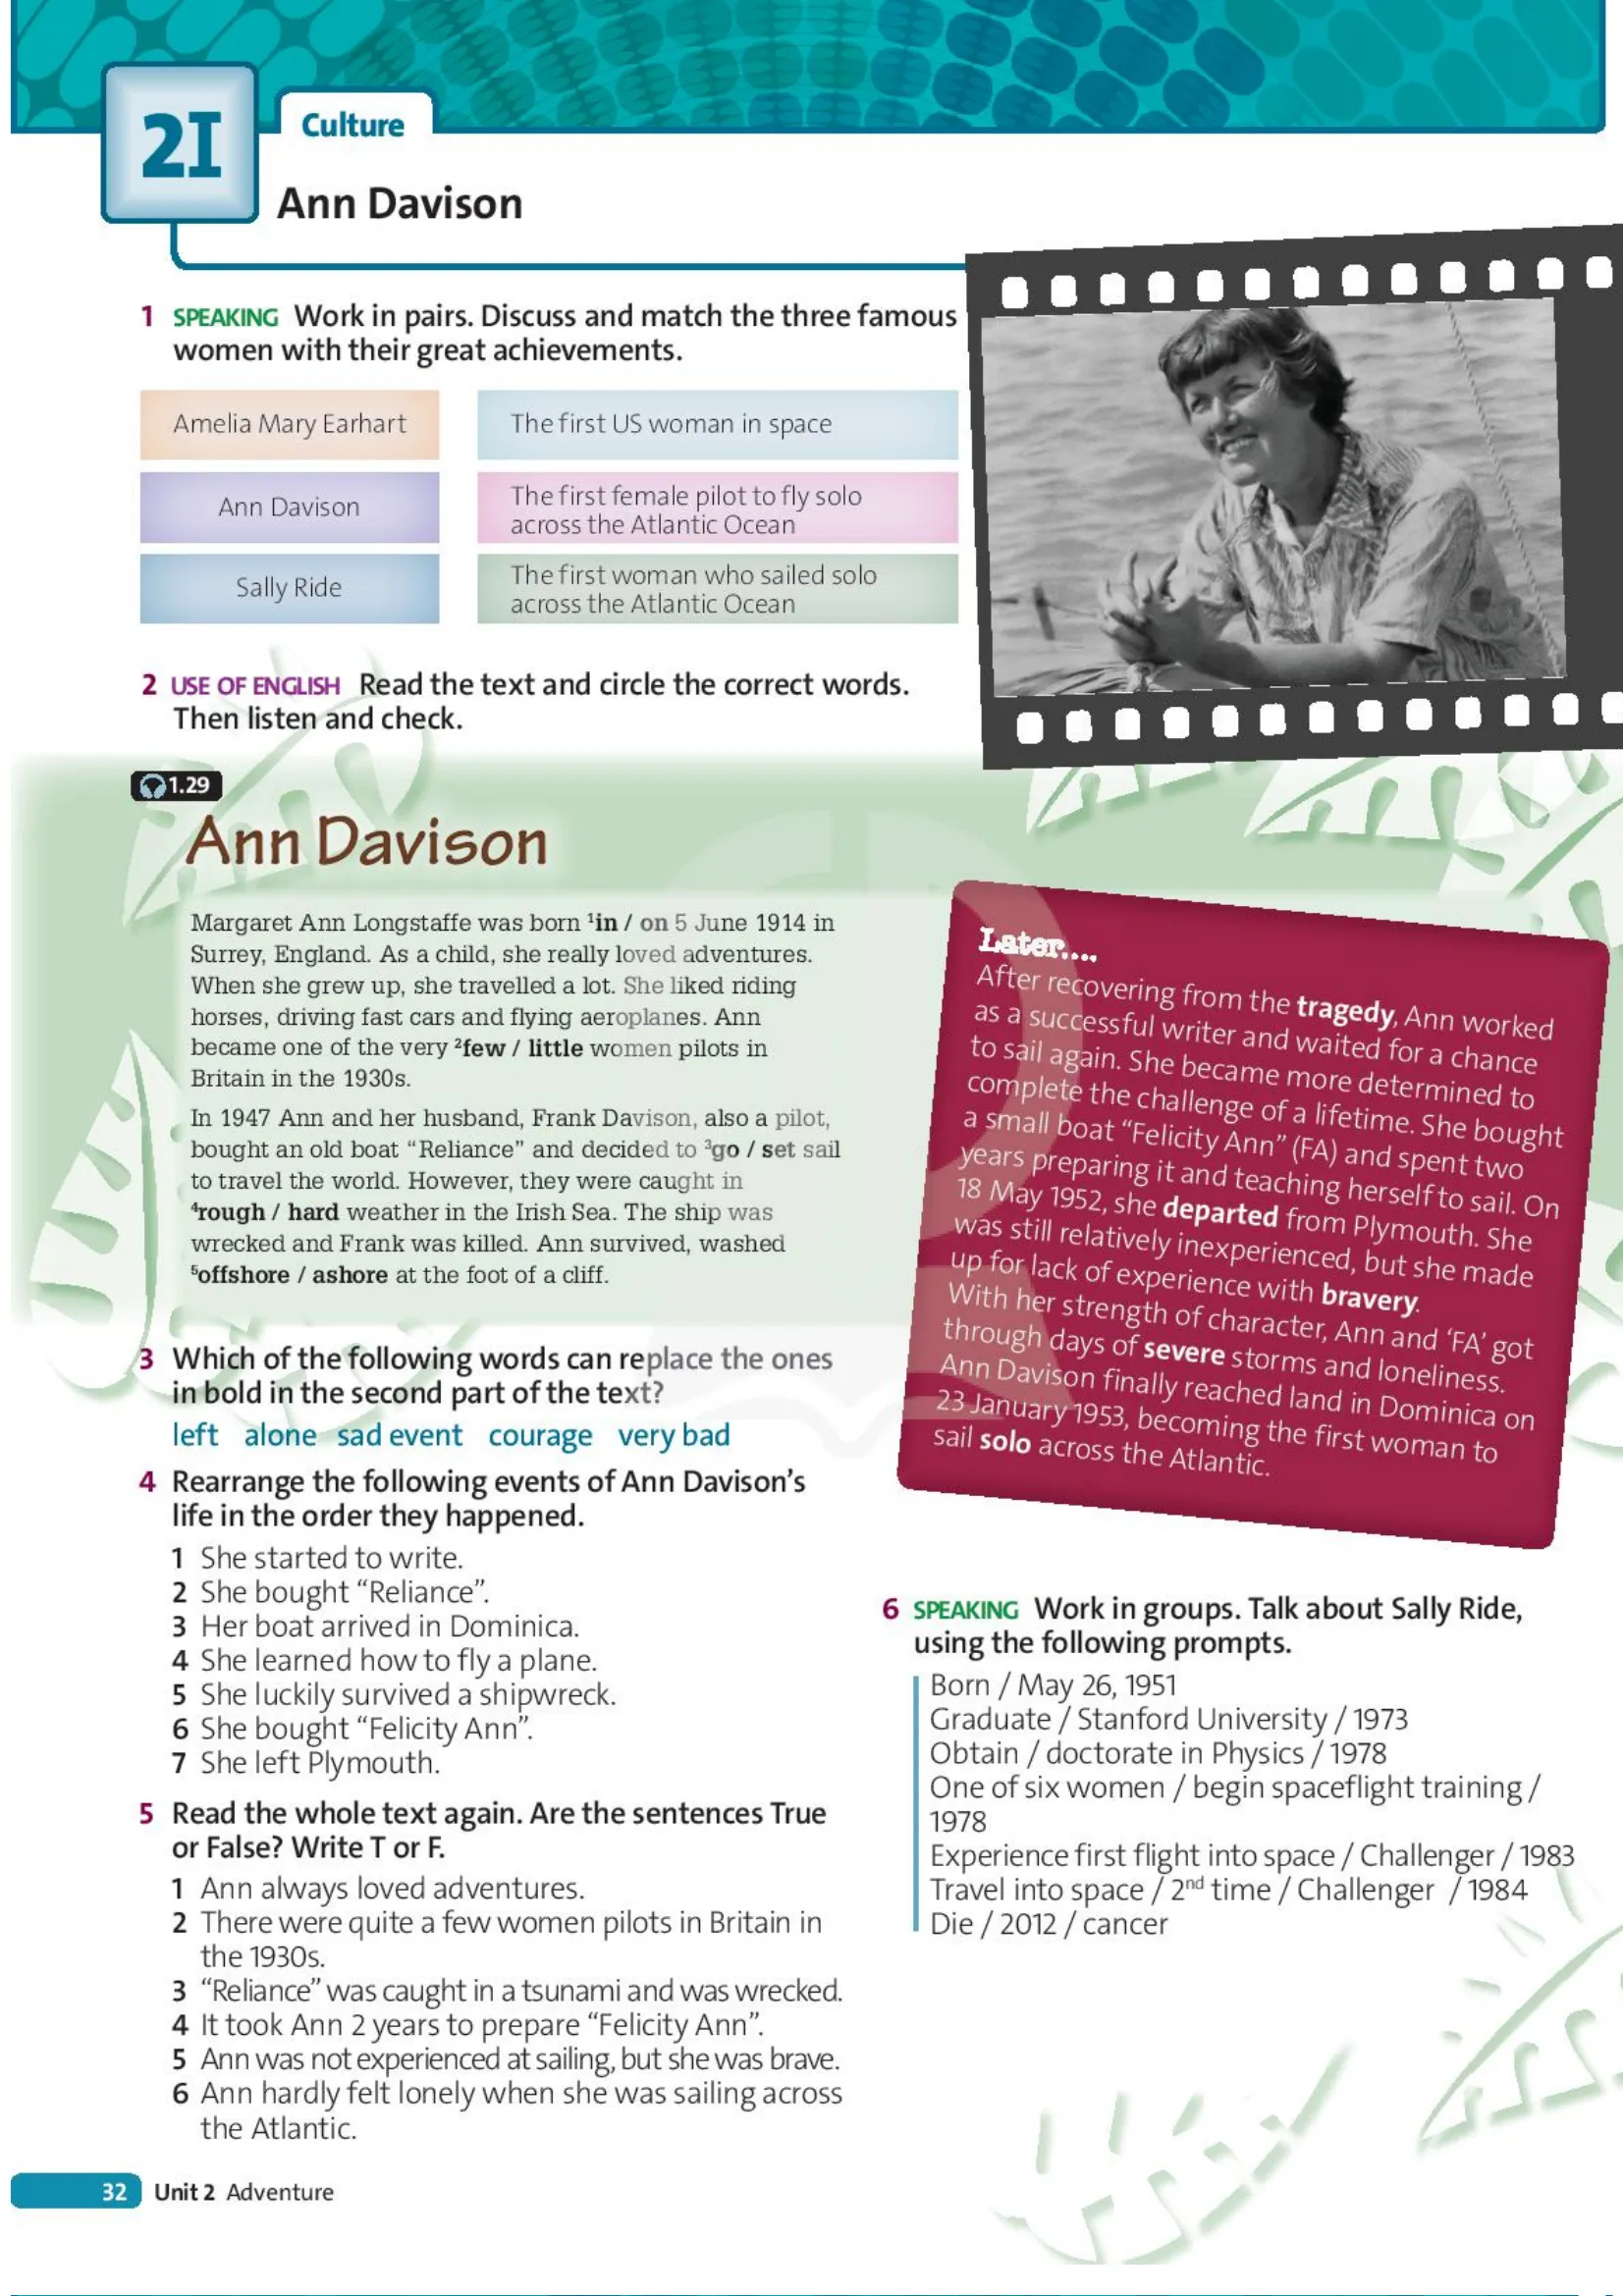 2I
Culture
Ann Davison
1 SPEAKING Work in pairs. Discuss and match the three famous
women with their great achievements.
Amelia Mary Earhart
The first US woman in space
Ann Davison
The first female pilot to fly solo
across the Atlantic Ocean
Sally Ride
The first woman who sailed solo
across the Atlantic Ocean
2 USE OF ENGLISH Read the text and circle the correct words.
Then listen and check.
1.29
Ann Davison
Margaret Ann Longstaffe was born ¹in / on 5 June 1914 in
Surrey, England. As a child, she really loved adventures.
When she grew up, she travelled a lot. She liked riding
horses, driving fast cars and flying aeroplanes. Ann
became one of the very ²few / little women pilots in
Britain in the 1930s.
In 1947 Ann and her husband, Frank Davison, also a pilot,
bought an old boat “Reliance” and decided to ³go / set sail
to travel the world. However, they were caught in
⁴rough / hard weather in the Irish Sea. The ship was
wrecked and Frank was killed. Ann survived, washed
⁵offshore / ashore at the foot of a cliff.
Later....
After recovering from the tragedy, Ann worked
as a successful writer and waited for a chance
to sail again. She became more determined to
complete the challenge of a lifetime. She bought
a small boat “Felicity Ann” (FA) and spent two
years preparing it and teaching herself to sail. On
18 May 1952, she departed from Plymouth. She
was still relatively inexperienced, but she made
up for lack of experience with bravery.
With her strength of character, Ann and ‘FA’ got
through days of severe storms and loneliness.
Ann Davison finally reached land in Dominica on
23 January 1953, becoming the first woman to
sail solo across the Atlantic.
3 Which of the following words can replace the ones
in bold in the second part of the text?
left alone sad event courage very bad
4 Rearrange the following events of Ann Davison’s
life in the order they happened.
1 She started to write.
2 She bought “Reliance”.
3 Her boat arrived in Dominica.
4 She learned how to fly a plane.
5 She luckily survived a shipwreck.
6 She bought “Felicity Ann”.
7 She left Plymouth.
5 Read the whole text again. Are the sentences True
or False? Write T or F.
1 Ann always loved adventures.
2 There were quite a few women pilots in Britain in
the 1930s.
3 “Reliance” was caught in a tsunami and was wrecked.
4 It took Ann 2 years to prepare “Felicity Ann”.
5 Ann was not experienced at sailing, but she was brave.
6 Ann hardly felt lonely when she was sailing across
the Atlantic.
6 SPEAKING Work in groups. Talk about Sally Ride,
using the following prompts.
Born / May 26, 1951
Graduate / Stanford University / 1973
Obtain / doctorate in Physics / 1978
One of six women / begin spaceflight training /
1978
Experience first flight into space / Challenger / 1983
Travel into space / 2nd time / Challenger / 1984
Die / 2012 / cancer
32 Unit 2 Adventure